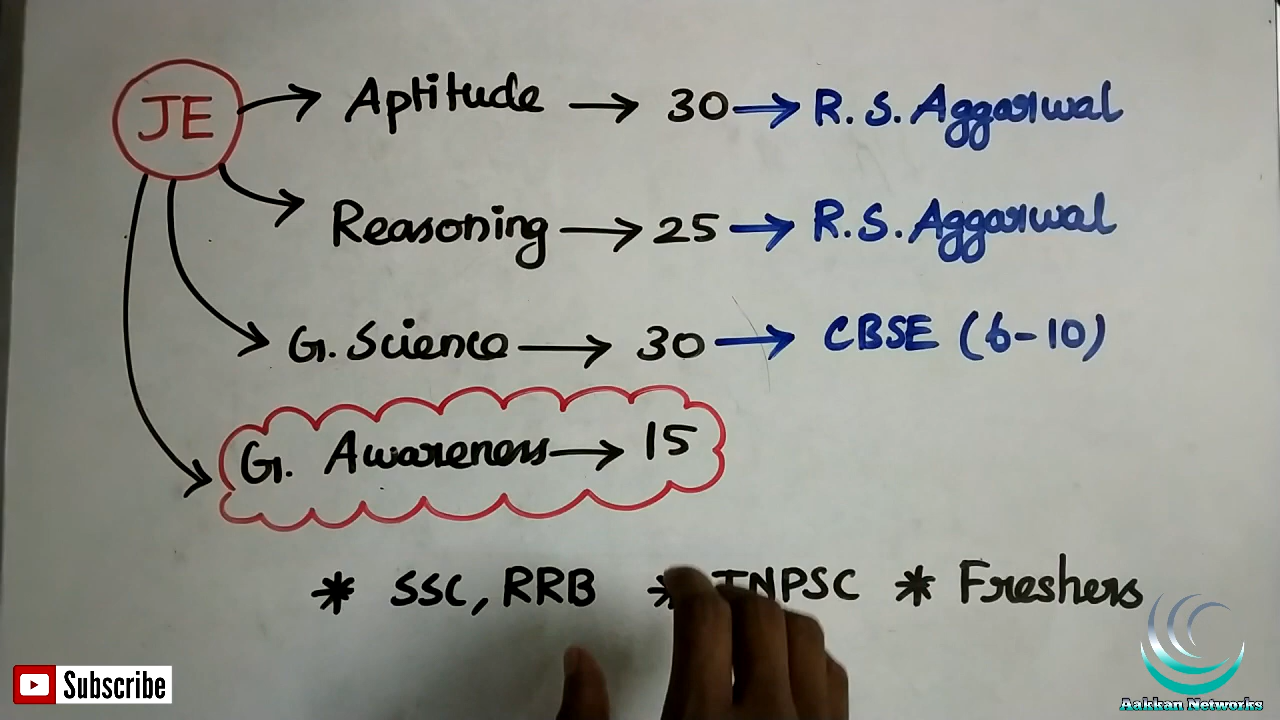 JE → Aptitude → 30 → R. S. Aggarwal
Reasoning → 25 → R. S. Aggarwal
G. Science → 30 → CBSE (6-10)
G. Awareness → 15
* SSC, RRB * TNPSC * Freshers
Subscribe
Aakkan Networks